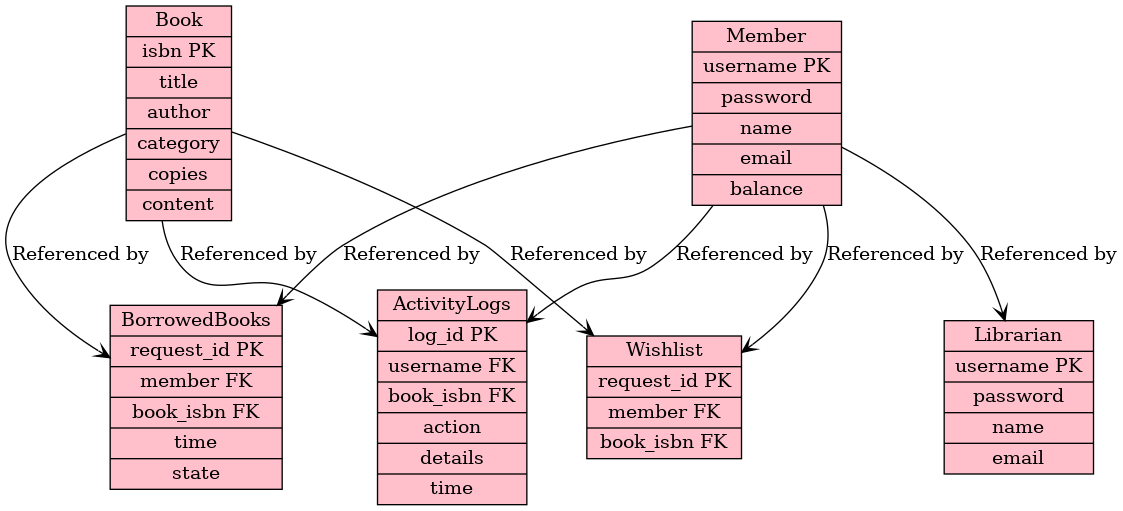 Book
isbn PK
title
author
category
copies
content
Member
username PK
password
name
email
balance
Referenced by
Referenced by
Referenced by
Referenced by
Referenced by
Referenced by
Referenced by
BorrowedBooks
request_id PK
member FK
book_isbn FK
time
state
ActivityLogs
log_id PK
username FK
book_isbn FK
action
details
time
Wishlist
request_id PK
member FK
book_isbn FK
Librarian
username PK
password
name
email